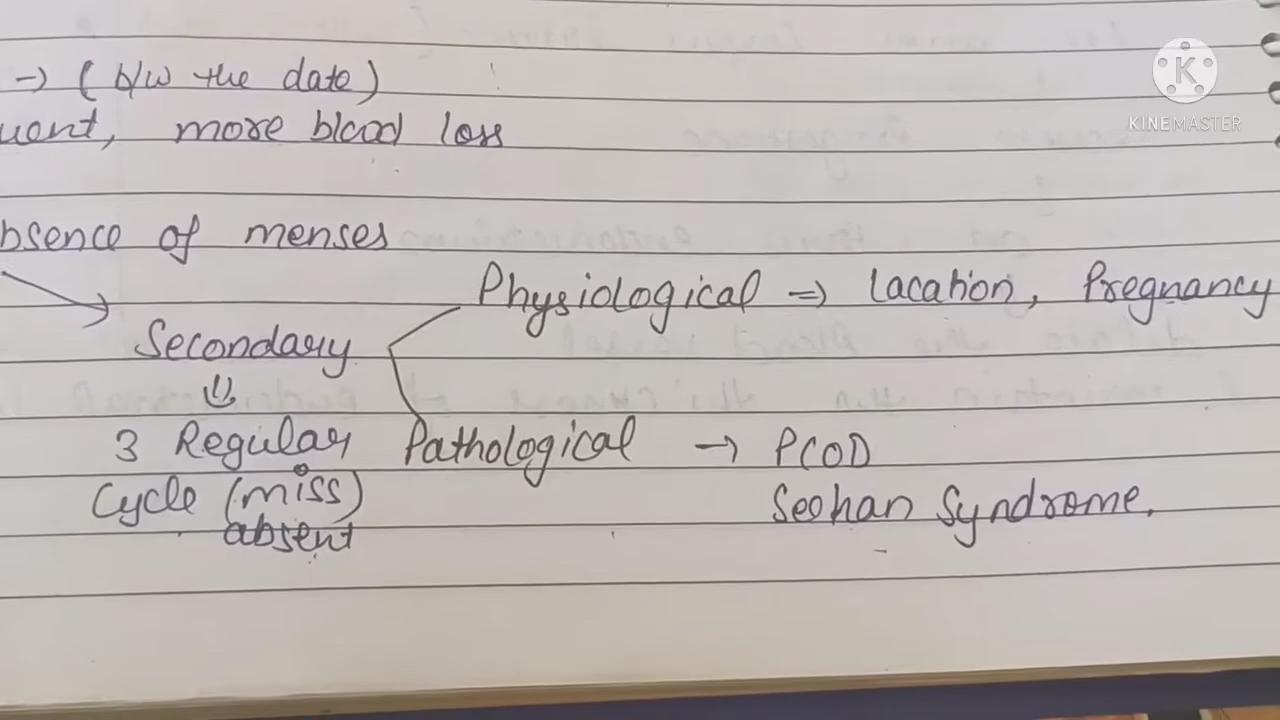 → ( b/w the date)
uent, more blood loss
bsence of menses
Physiological ⇒ lacation, Pregnancy
Secondary
⇓
3 Regular Pathological → PCOD
Cycle (miss) Seohan Syndrome.
absent
KINEMASTER